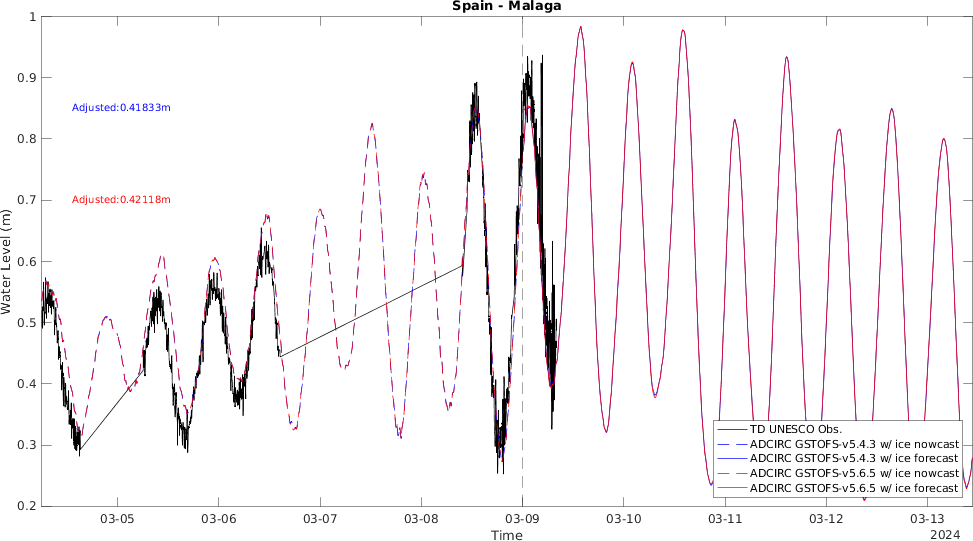 Spain - Malaga
1
0.9
0.8
0.7
0.6
0.5
0.4
0.3
0.2
Water Level (m)
Adjusted:0.41833m
Adjusted:0.42118m
TD UNESCO Obs.
ADCIRC GSTOFS-v5.4.3 w/ ice nowcast
ADCIRC GSTOFS-v5.4.3 w/ ice forecast
ADCIRC GSTOFS-v5.6.5 w/ ice nowcast
ADCIRC GSTOFS-v5.6.5 w/ ice forecast
03-05 03-06 03-07 03-08 03-09 03-10 03-11 03-12 03-13
Time
2024